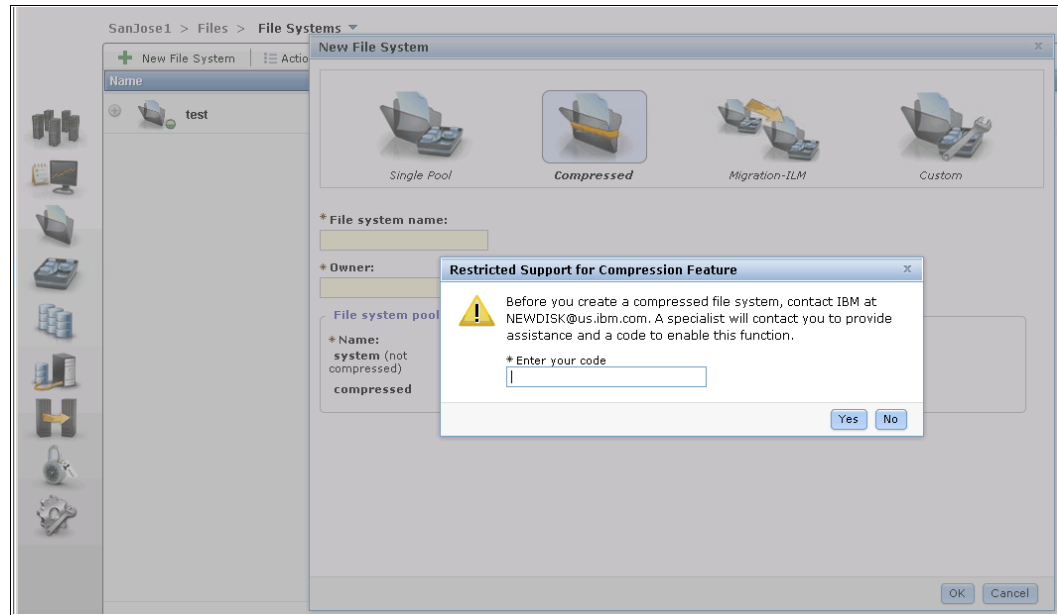 SanJose1 > Files > File Systems
New File System
x
New File System
Actio
Name
test
Single Pool
Compressed
Migration-ILM
Custom
* File system name:
* Owner:
Restricted Support for Compression Feature
x
Before you create a compressed file system, contact IBM at
NEWDISK@us.ibm.com. A specialist will contact you to provide
assistance and a code to enable this function.
* Enter your code
Yes
No
File system pool
* Name:
system (not
compressed)
compressed
OK
Cancel